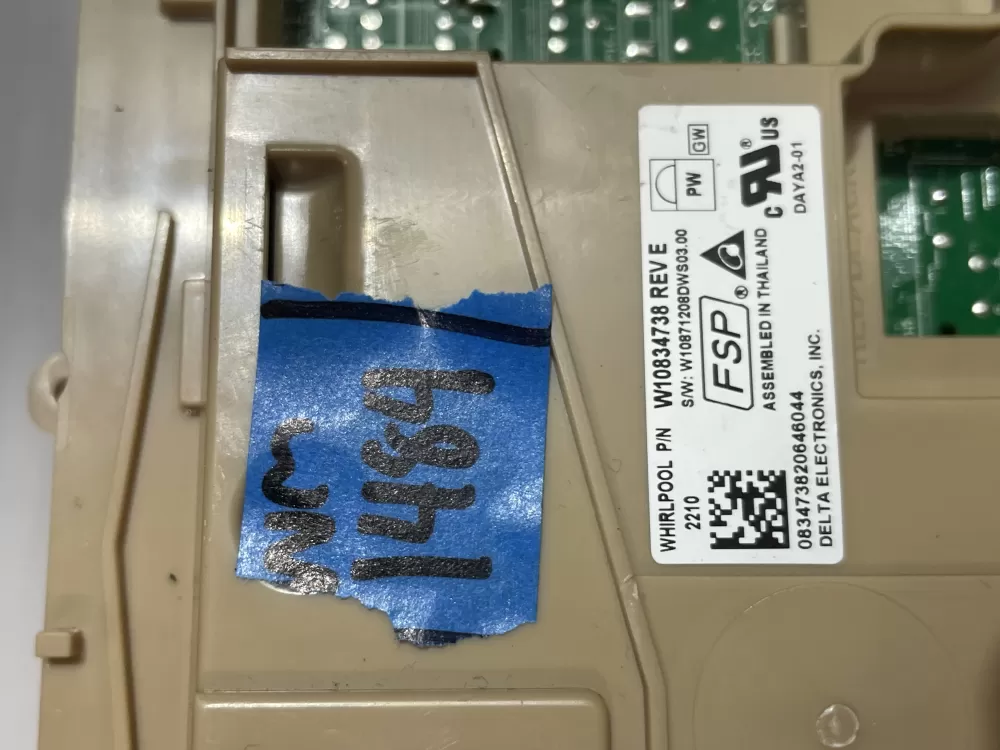 WHIRLPOOL P/N W10834738 REV E
2210
S/W: W10871208DWS03.00
FSP®
ASSEMBLED IN THAILAND
PW
GW
c RU® US
DAYA2-01
083473820646044
DELTA ELECTRONICS, INC.
1484